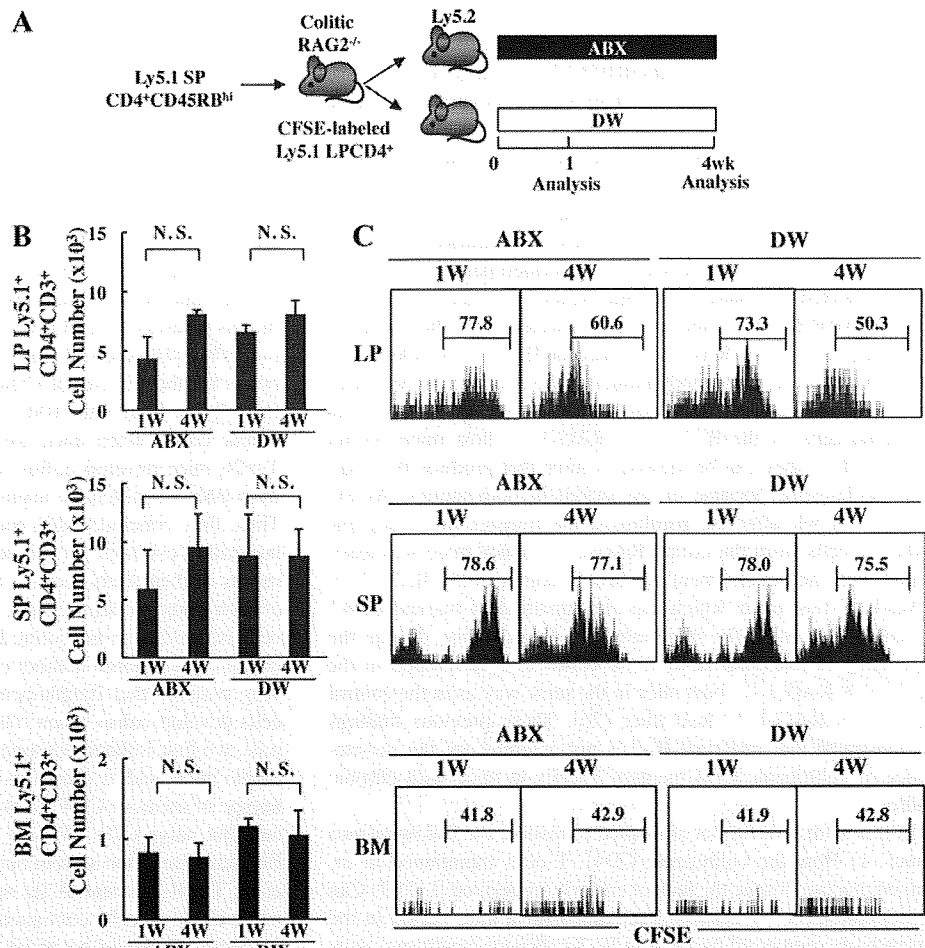 A
Colitic
RAG2-/-
Ly5.2
ABX
Ly5.1 SP
CD4+CD45RBhi
CFSE-labeled
Ly5.1 LPCD4+
DW
0 1 4wk
Analysis Analysis
B
LP Ly5.1+
CD4+CD3+
Cell Number (x10³)
15
10
5
0
N. S. N. S.
1W 4W 1W 4W
ABX DW
SP Ly5.1+
CD4+CD3+
Cell Number (x10³)
15
10
5
0
N. S. N. S.
1W 4W 1W 4W
ABX DW
BM Ly5.1+
CD4+CD3+
Cell Number (x10³)
2
1
0
N. S. N. S.
1W 4W 1W 4W
ABX DW
C
ABX DW
1W 4W 1W 4W
LP
77.8 60.6 73.3 50.3
ABX DW
1W 4W 1W 4W
SP
78.6 77.1 78.0 75.5
ABX DW
1W 4W 1W 4W
BM
41.8 42.9 41.9 42.8
CFSE